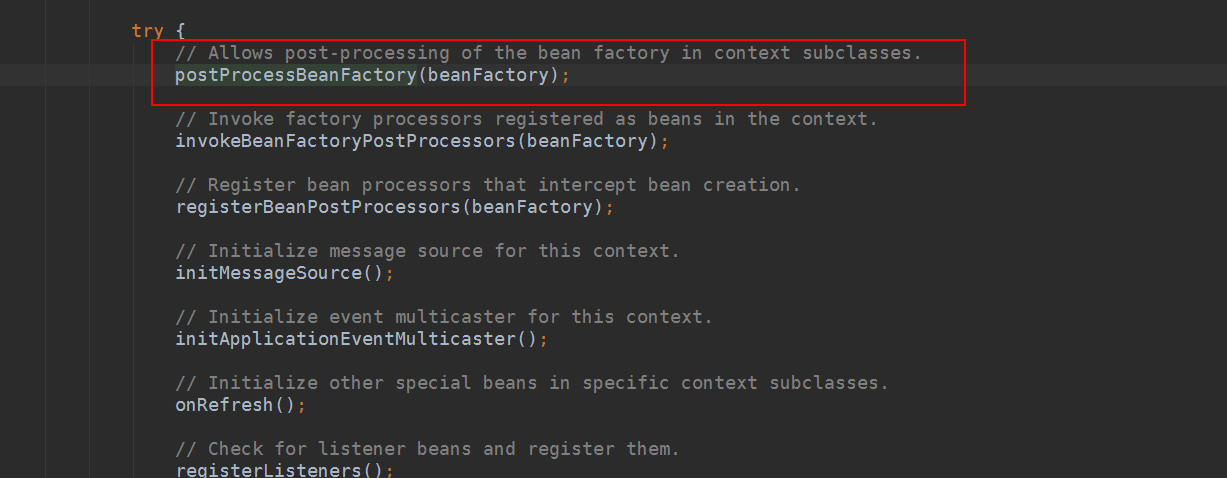 try {
// Allows post-processing of the bean factory in context subclasses.
postProcessBeanFactory(beanFactory);
// Invoke factory processors registered as beans in the context.
invokeBeanFactoryPostProcessors(beanFactory);
// Register bean processors that intercept bean creation.
registerBeanPostProcessors(beanFactory);
// Initialize message source for this context.
initMessageSource();
// Initialize event multicaster for this context.
initApplicationEventMulticaster();
// Initialize other special beans in specific context subclasses.
onRefresh();
// Check for listener beans and register them.
registerListeners();